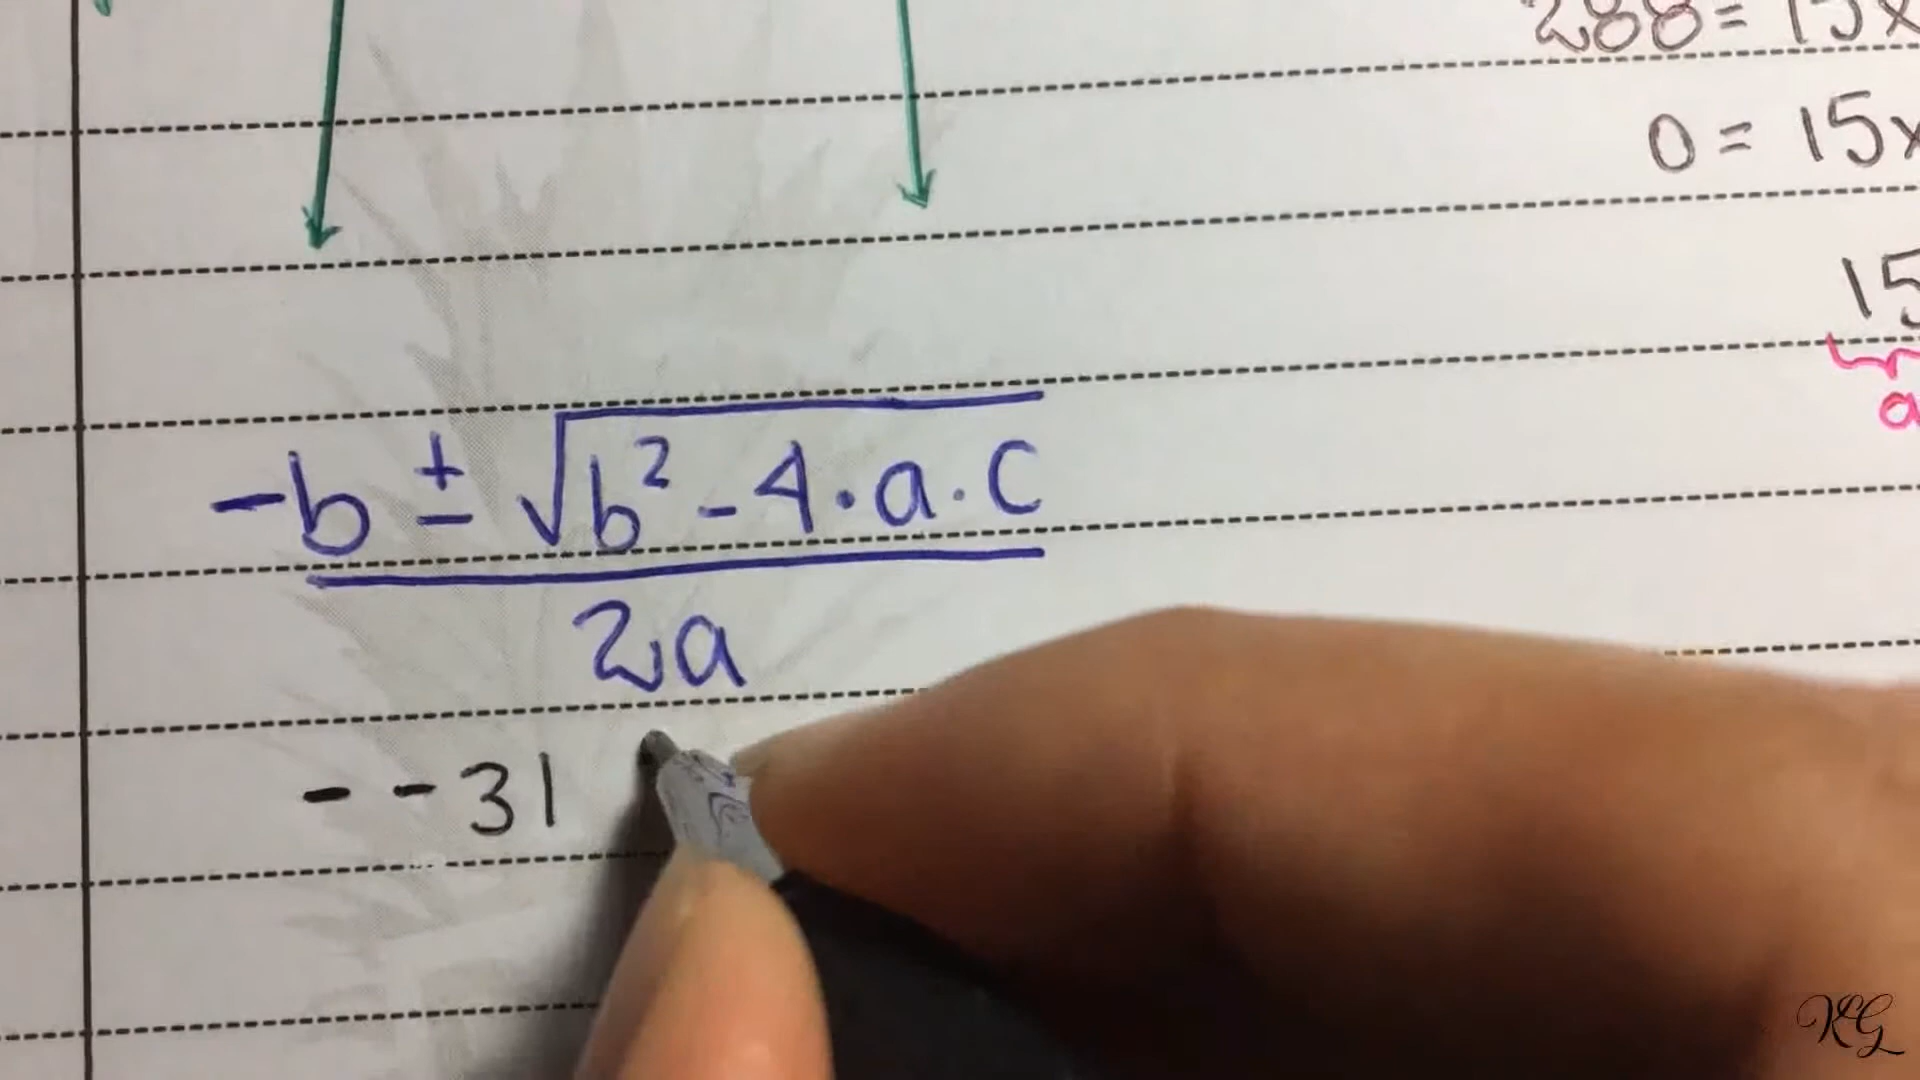 288 = 15x
0 = 15x
15
a
-b ± √b² - 4 · a · c
2a
- - 31
KG